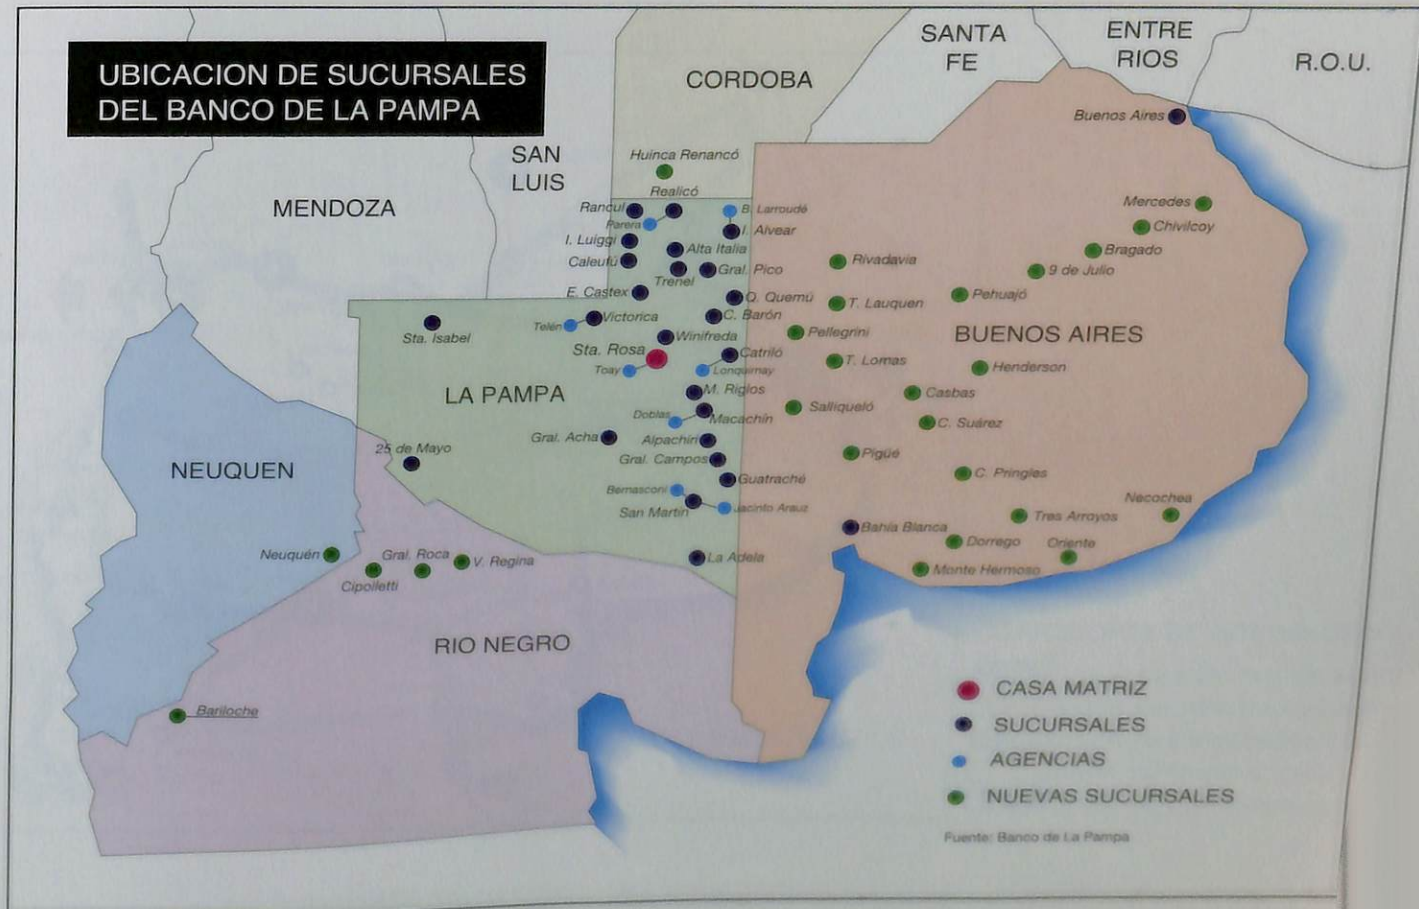 UBICACION DE SUCURSALES
DEL BANCO DE LA PAMPA
SANTA
FE
ENTRE
RIOS
R.O.U.
CORDOBA
Buenos Aires
SAN
LUIS
MENDOZA
Huinca Renancó
Realicó
Rancul
Parera
B. Larroudé
I. Alvear
I. Luiggi
Alta Italia
Caleufú
Trenel
Gral. Pico
E. Castex
Q. Quemú
Telén
Victorica
C. Barón
Sta. Isabel
Winifreda
Sta. Rosa
Catriló
Toay
Lonquimay
LA PAMPA
M. Riglos
Doblas
Macachín
Gral. Acha
Alpachiri
25 de Mayo
Gral. Campos
Guatraché
Bernasconi
San Martín
Jacinto Arauz
La Adela
Mercedes
Chivilcoy
Bragado
9 de Julio
Rivadavia
Pehuajó
T. Lauquen
Pellegrini
BUENOS AIRES
T. Lomas
Henderson
Casbas
Salliqueló
C. Suárez
Pigüé
C. Pringles
Necochea
Tres Arroyos
Bahía Blanca
Dorrego
Oriente
Monte Hermoso
NEUQUEN
Neuquén
Gral. Roca
V. Regina
Cipolletti
RIO NEGRO
Bariloche
CASA MATRIZ
SUCURSALES
AGENCIAS
NUEVAS SUCURSALES
Fuente: Banco de La Pampa